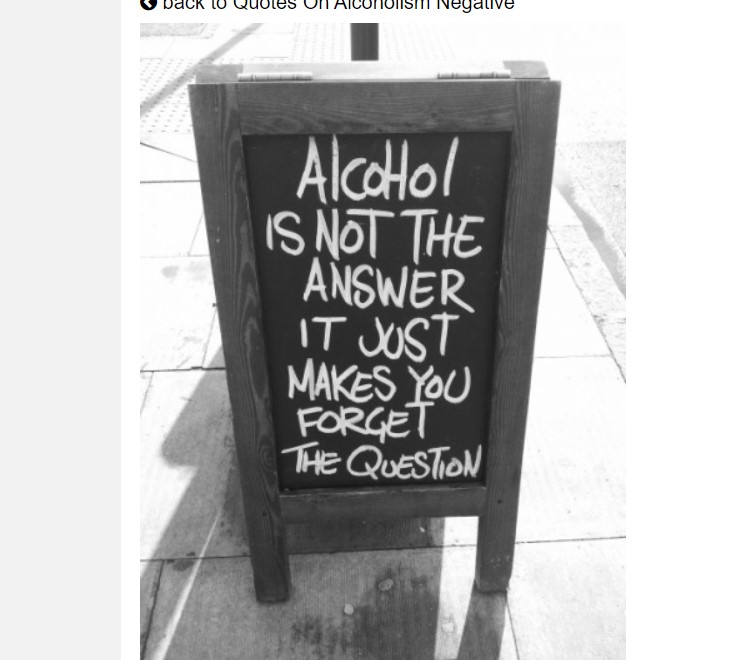 back to Quotes On Alcoholism Negative
Alcohol
IS NOT THE
ANSWER
IT JUST
MAKES YOU
FORGET
THE QUESTION